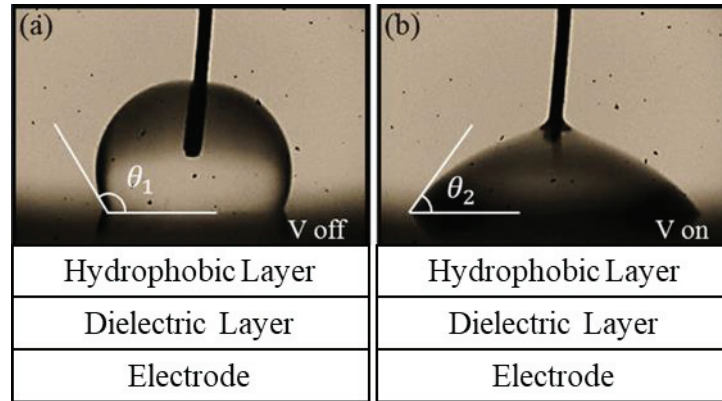 (a)
θ₁
V off
Hydrophobic Layer
Dielectric Layer
Electrode
(b)
θ₂
V on
Hydrophobic Layer
Dielectric Layer
Electrode